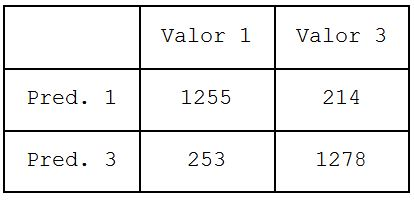 Valor 1 Valor 3
Pred. 1 1255 214
Pred. 3 253 1278